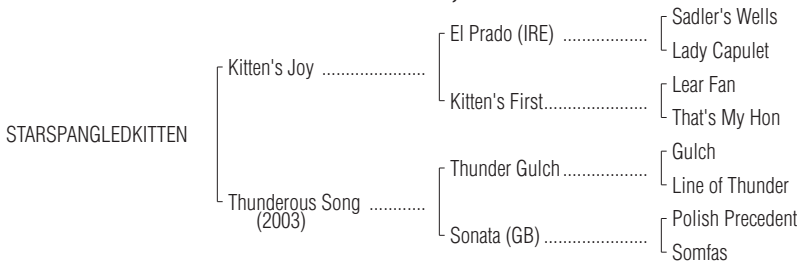 Sadler's Wells
El Prado (IRE) ..................
Lady Capulet
Kitten's Joy ......................
Lear Fan
Kitten's First......................
That's My Hon
STARSPANGLEDKITTEN
Gulch
Thunder Gulch..................
Line of Thunder
Thunderous Song ............
(2003)
Polish Precedent
Sonata (GB) ......................
Somfas